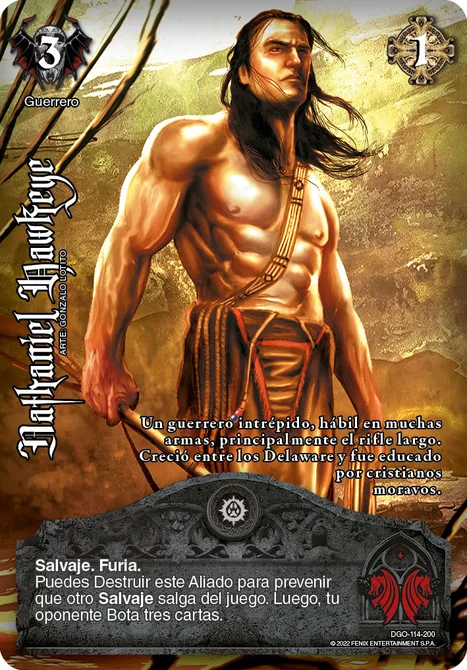 3
1
Guerrero
Nathaniel Hawkeye
ARTE: GONZALO LOTITO
Un guerrero intrépido, hábil en muchas
armas, principalmente el rifle largo.
Creció entre los Delaware y fue educado
por cristianos
moravos.
Salvaje. Furia.
Puedes Destruir este Aliado para prevenir
que otro Salvaje salga del juego. Luego, tu
oponente Bota tres cartas.
DGO-114-200
© 2022 FENIX ENTERTAINMENT S.P.A.